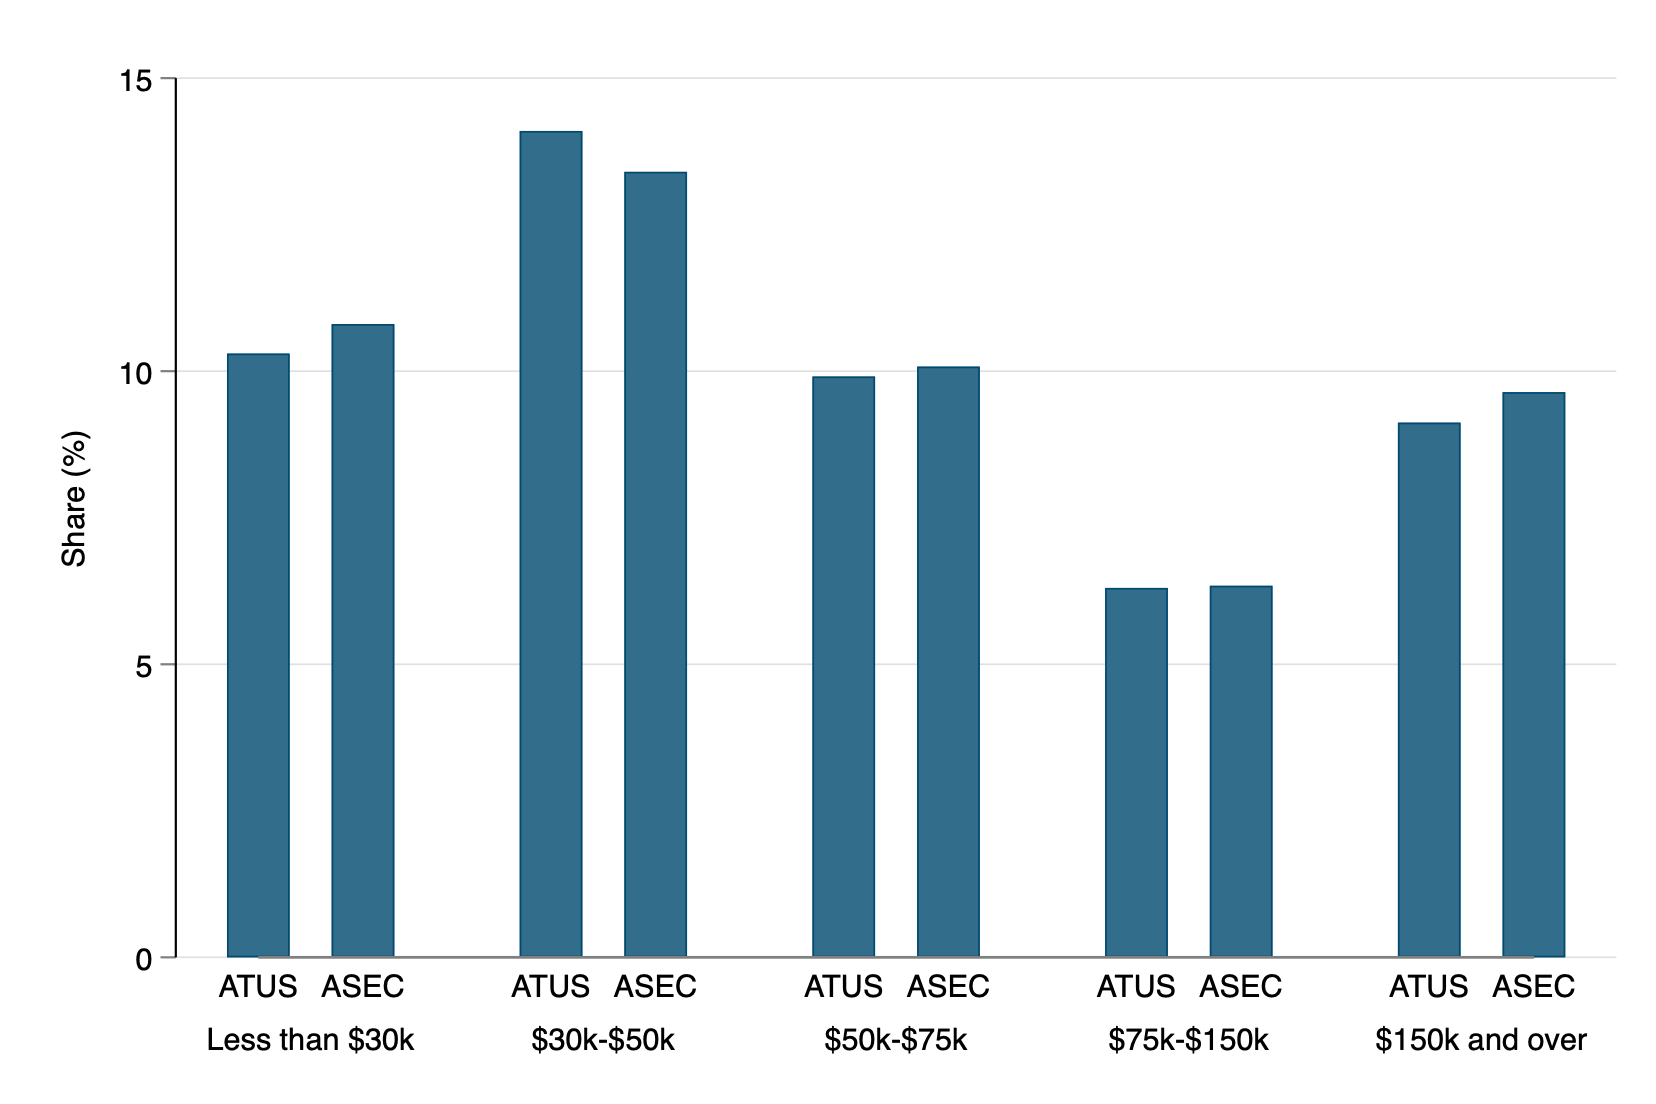 15
10
5
0
Share (%)
ATUS ASEC ATUS ASEC ATUS ASEC ATUS ASEC ATUS ASEC
Less than $30k $30k-$50k $50k-$75k $75k-$150k $150k and over